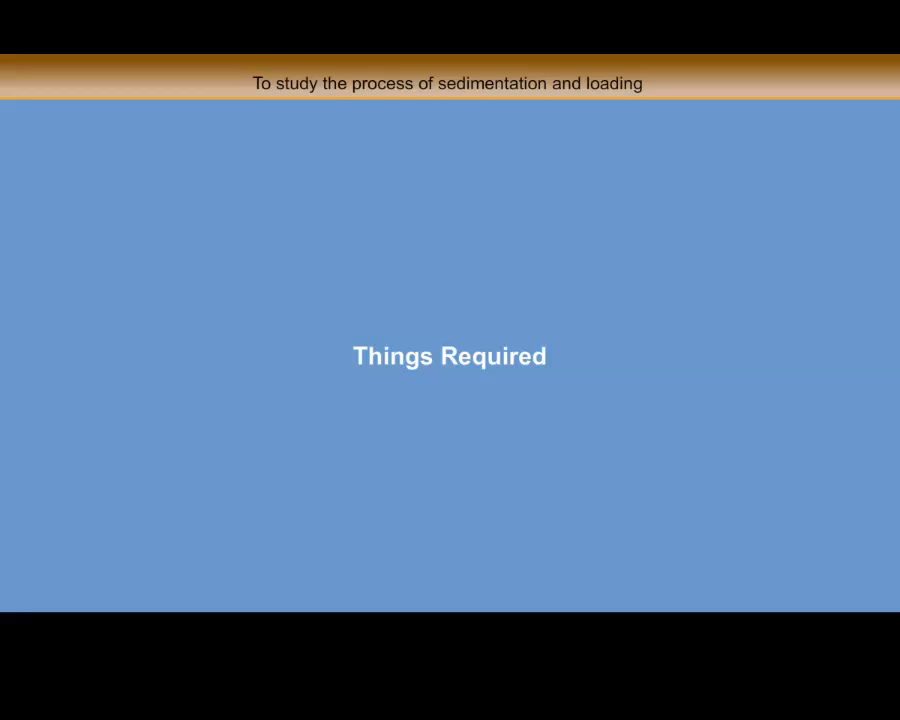 To study the process of sedimentation and loading
Things Required